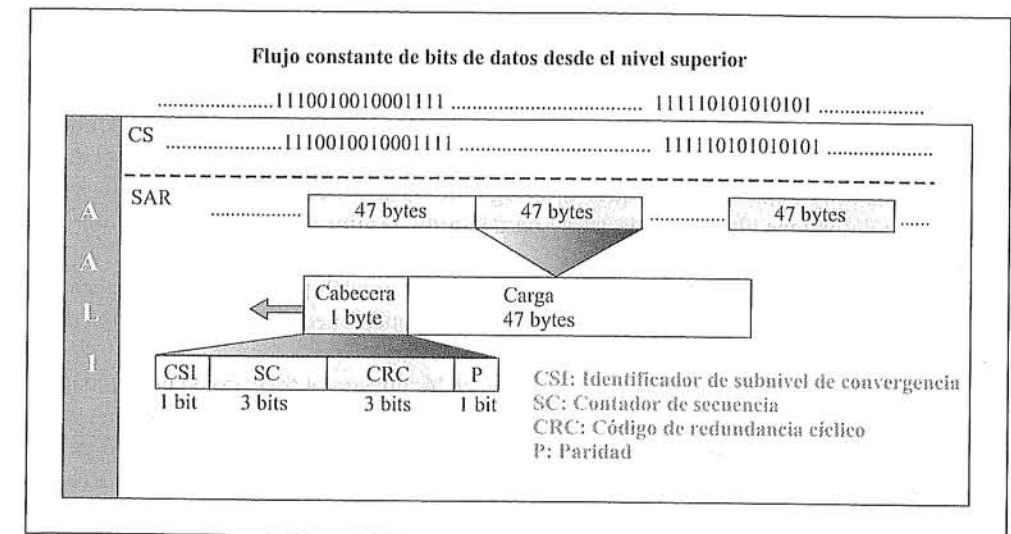 Flujo constante de bits de datos desde el nivel superior
......................1110010010001111 ..................................... 111110101010101 ....................
CS ......................1110010010001111 ..................................... 111110101010101 ....................
SAR ................. 47 bytes 47 bytes ............... 47 bytes ......
A
A
L
1
Cabecera
1 byte
Carga
47 bytes
CSI SC CRC P
1 bit 3 bits 3 bits 1 bit
CSI: Identificador de subnivel de convergencia
SC: Contador de secuencia
CRC: Código de redundancia cíclico
P: Paridad